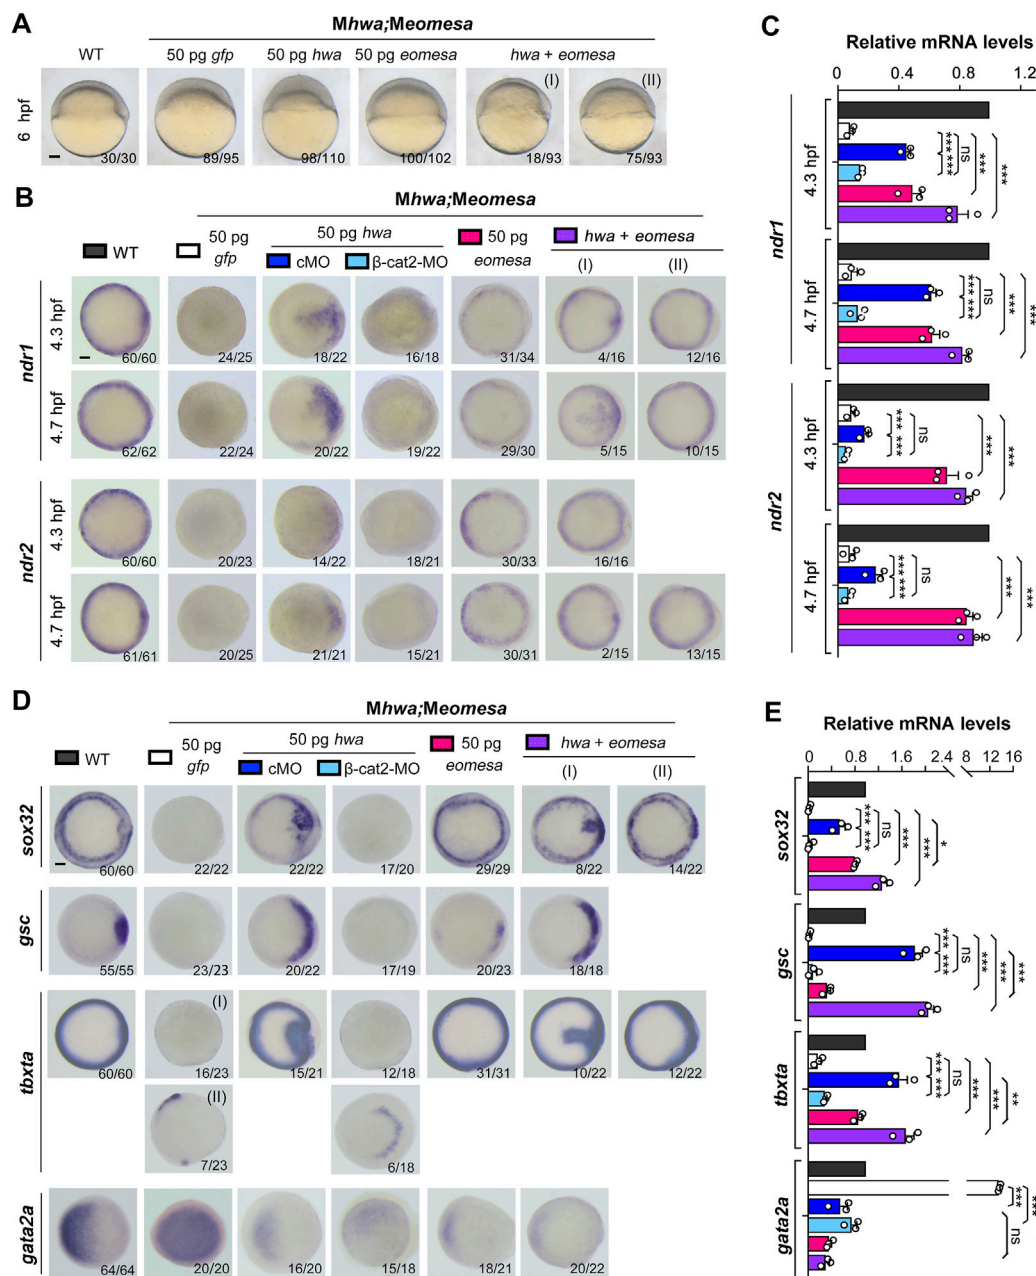 A
Mhwa;Meomesa
WT
50 pg gfp
50 pg hwa
50 pg eomesa
hwa + eomesa
(I)
(II)
6 hpf
30/30
89/95
98/110
100/102
18/93
75/93
B
Mhwa;Meomesa
WT
50 pg gfp
50 pg hwa
cMO
β-cat2-MO
50 pg eomesa
hwa + eomesa
(I)
(II)
ndr1
4.3 hpf
60/60
24/25
18/22
16/18
31/34
4/16
12/16
4.7 hpf
62/62
22/24
20/22
19/22
29/30
5/15
10/15
ndr2
4.3 hpf
60/60
20/23
14/22
18/21
30/33
16/16
4.7 hpf
61/61
20/25
21/21
15/21
30/31
2/15
13/15
C
Relative mRNA levels
0 0.4 0.8 1.2
ndr1
4.3 hpf
*** *** ns *** ***
4.7 hpf
*** *** ns *** ***
ndr2
4.3 hpf
*** *** ns *** ***
4.7 hpf
*** *** ns *** ***
D
Mhwa;Meomesa
WT
50 pg gfp
50 pg hwa
cMO
β-cat2-MO
50 pg eomesa
hwa + eomesa
(I)
(II)
sox32
60/60
22/22
22/22
17/20
29/29
8/22
14/22
gsc
55/55
23/23
20/22
17/19
20/23
18/18
tbxta
(I)
60/60
16/23
15/21
12/18
31/31
10/22
12/22
(II)
7/23
6/18
gata2a
64/64
20/20
16/20
15/18
18/21
20/22
E
Relative mRNA levels
0 0.8 1.6 2.4 8 14 16
sox32
*** *** ns *** *** *
gsc
*** *** ns *** *** ***
tbxta
*** *** ns *** *** **
gata2a
*** *** ns